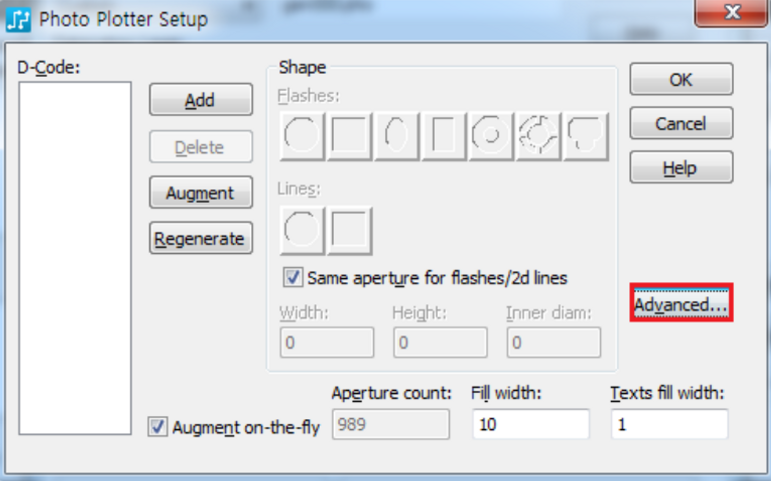 Photo Plotter Setup
D-Code:
Add
Delete
Augment
Regenerate
Shape
Flashes:
Lines:
Same aperture for flashes/2d lines
Width:
Height:
Inner diam:
0
0
0
OK
Cancel
Help
Advanced...
Augment on-the-fly
Aperture count:
989
Fill width:
10
Texts fill width:
1